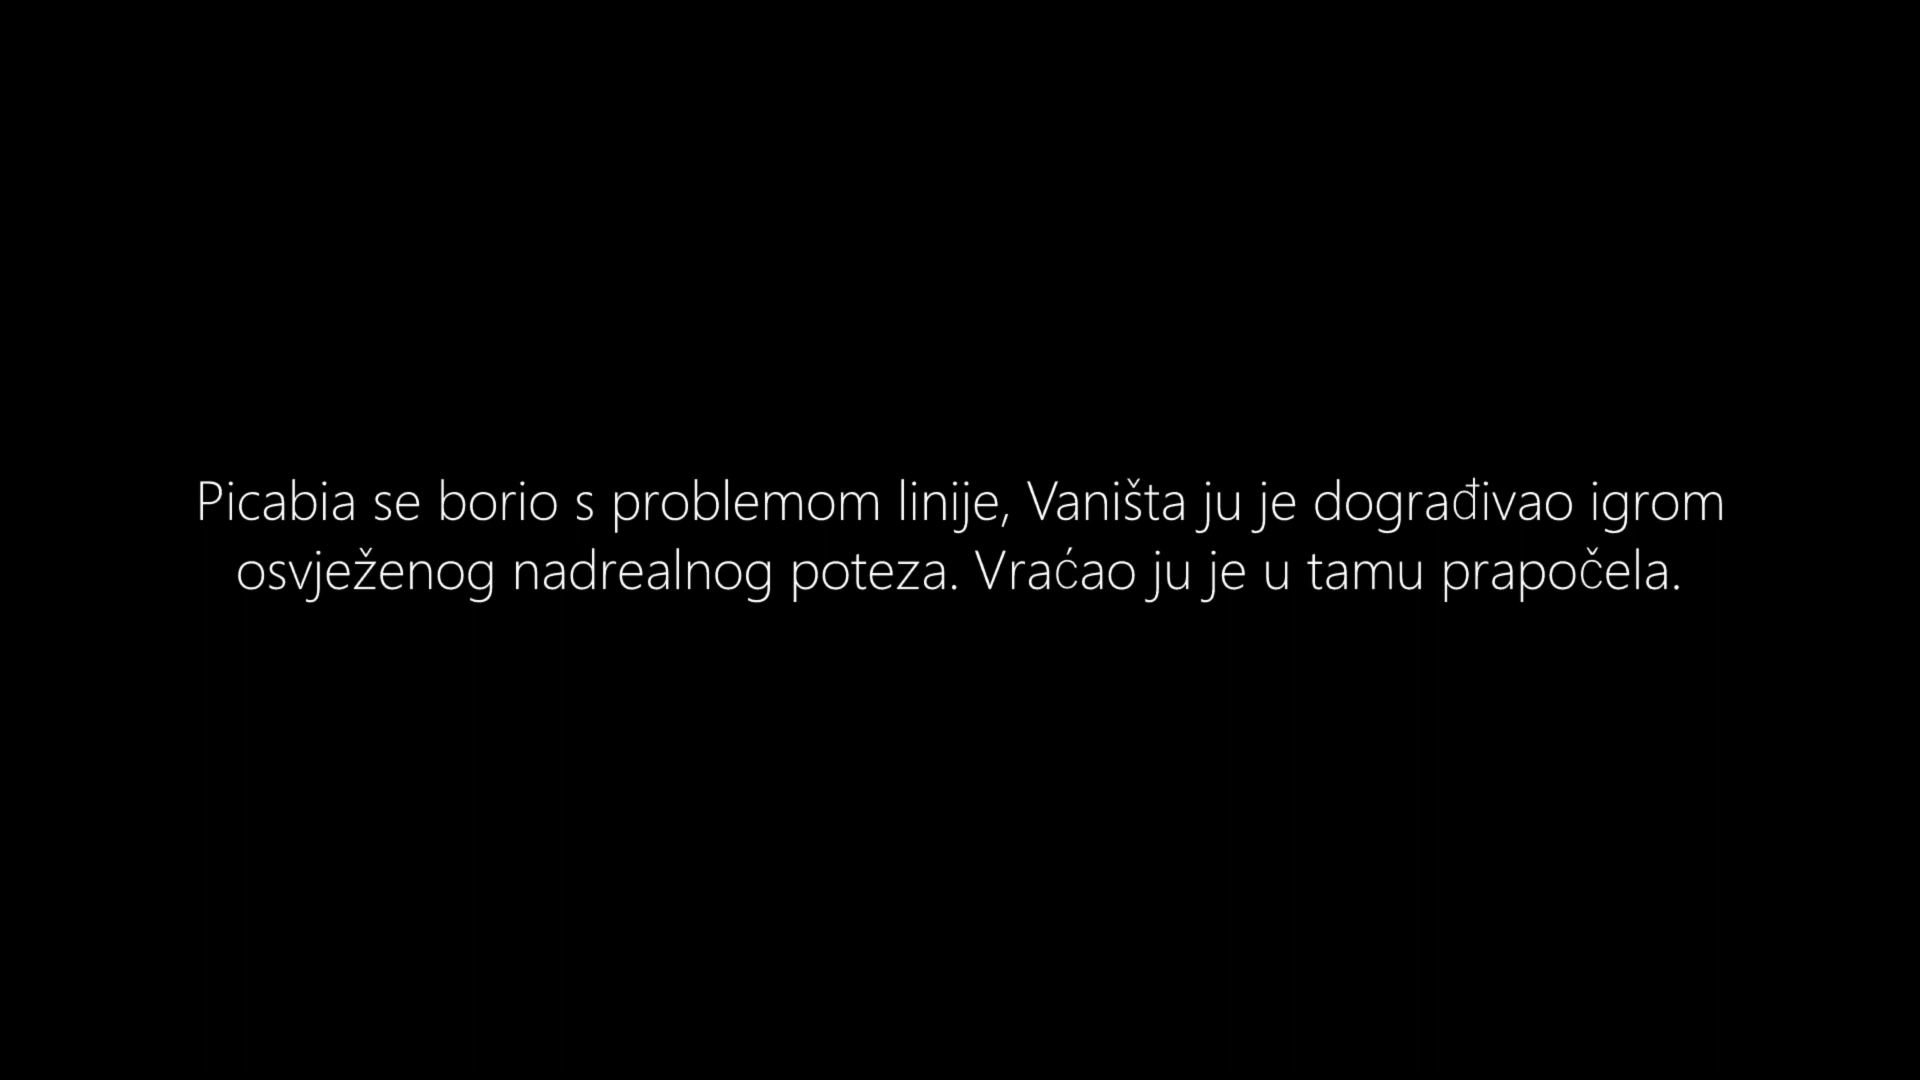 Picabia se borio s problemom linije, Vaništa ju je dograđivao igrom
osvježenog nadrealnog poteza. Vraćao ju je u tamu prapočela.